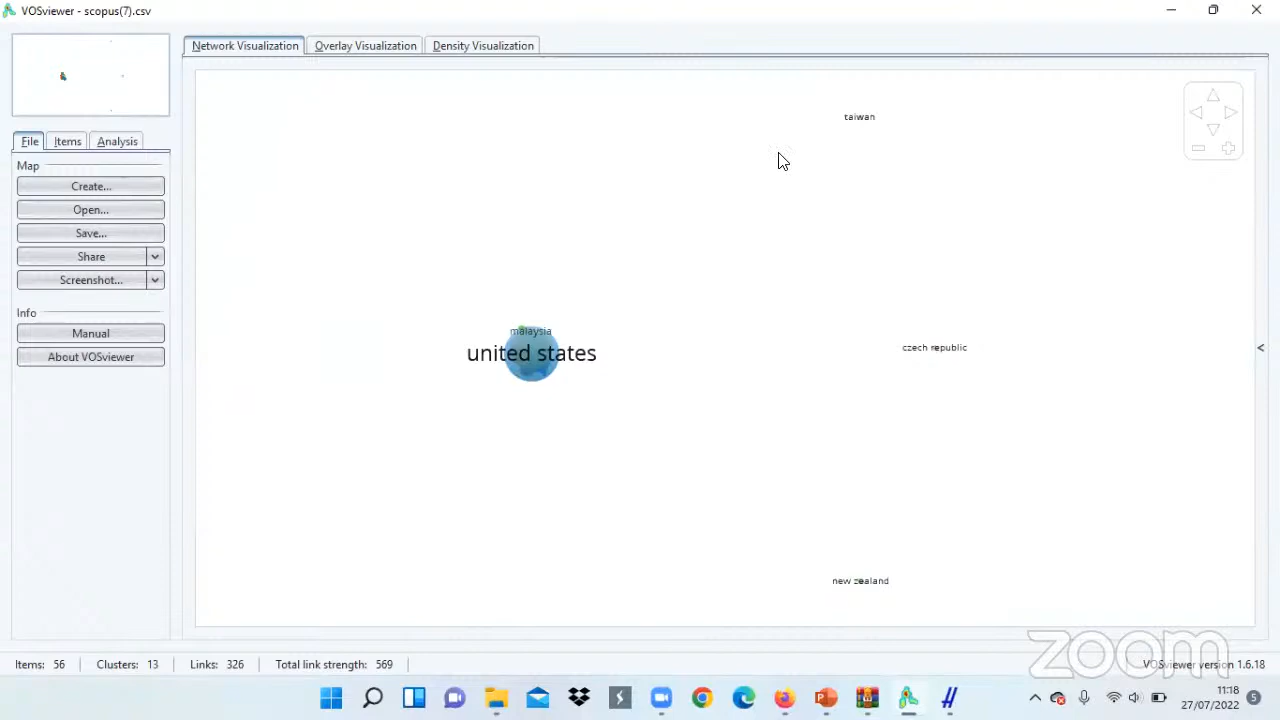 VOSviewer - scopus(7).csv
Network Visualization
Overlay Visualization
Density Visualization
taiwan
File
Items
Analysis
Map
Create...
Open...
Save...
Share
Screenshot...
Info
Manual
About VOSviewer
malaysia
united states
czech republic
<
new zealand
zoom
Items: 56
Clusters: 13
Links: 326
Total link strength: 569
VOSviewer version 1.6.18
11:18
27/07/2022
5